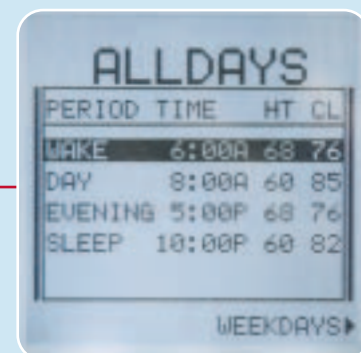 ALLDAYS
PERIOD TIME HT CL
WAKE 6:00A 68 76
DAY 8:00A 60 85
EVENING 5:00P 68 76
SLEEP 10:00P 60 82
WEEKDAYS▶